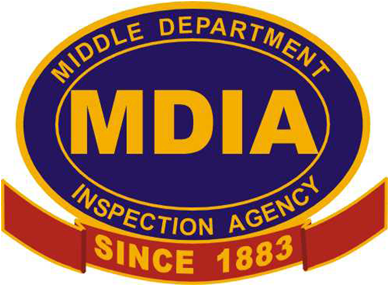 MIDDLE DEPARTMENT
MDIA
INSPECTION AGENCY
SINCE 1883